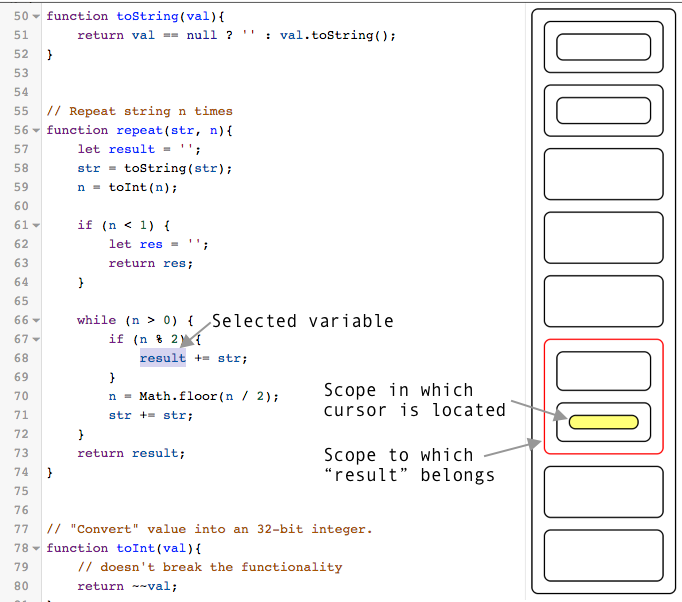 50 function toString(val){
51 return val == null ? '' : val.toString();
52 }
53
54
55 // Repeat string n times
56 function repeat(str, n){
57 let result = '';
58 str = toString(str);
59 n = toInt(n);
60
61 if (n < 1) {
62 let res = '';
63 return res;
64 }
65
66 while (n > 0) {
Selected variable
67 if (n % 2) {
68 result += str;
69 }
70 n = Math.floor(n / 2);
71 str += str;
72 }
73 return result;
74 }
Scope in which
cursor is located
Scope to which
“result” belongs
75
76
77 // "Convert" value into an 32-bit integer.
78 function toInt(val){
79 // doesn't break the functionality
80 return ~~val;